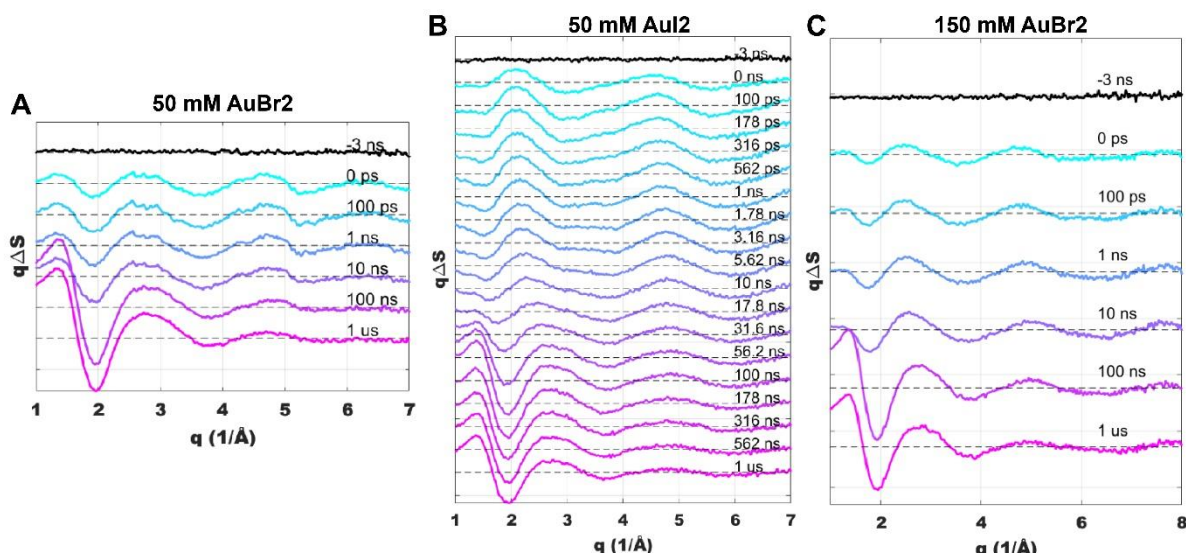 A
50 mM AuBr2
-3 ns
0 ps
100 ps
1 ns
10 ns
100 ns
1 us
q∆S
1 2 3 4 5 6 7
q (1/Å)
B
50 mM AuI2
-3 ns
0 ns
100 ps
178 ps
316 ps
562 ps
1 ns
1.78 ns
3.16 ns
5.62 ns
10 ns
17.8 ns
31.6 ns
56.2 ns
100 ns
178 ns
316 ns
562 ns
1 us
q∆S
1 2 3 4 5 6 7
q (1/Å)
C
150 mM AuBr2
-3 ns
0 ps
100 ps
1 ns
10 ns
100 ns
1 us
q∆S
2 4 6 8
q (1/Å)